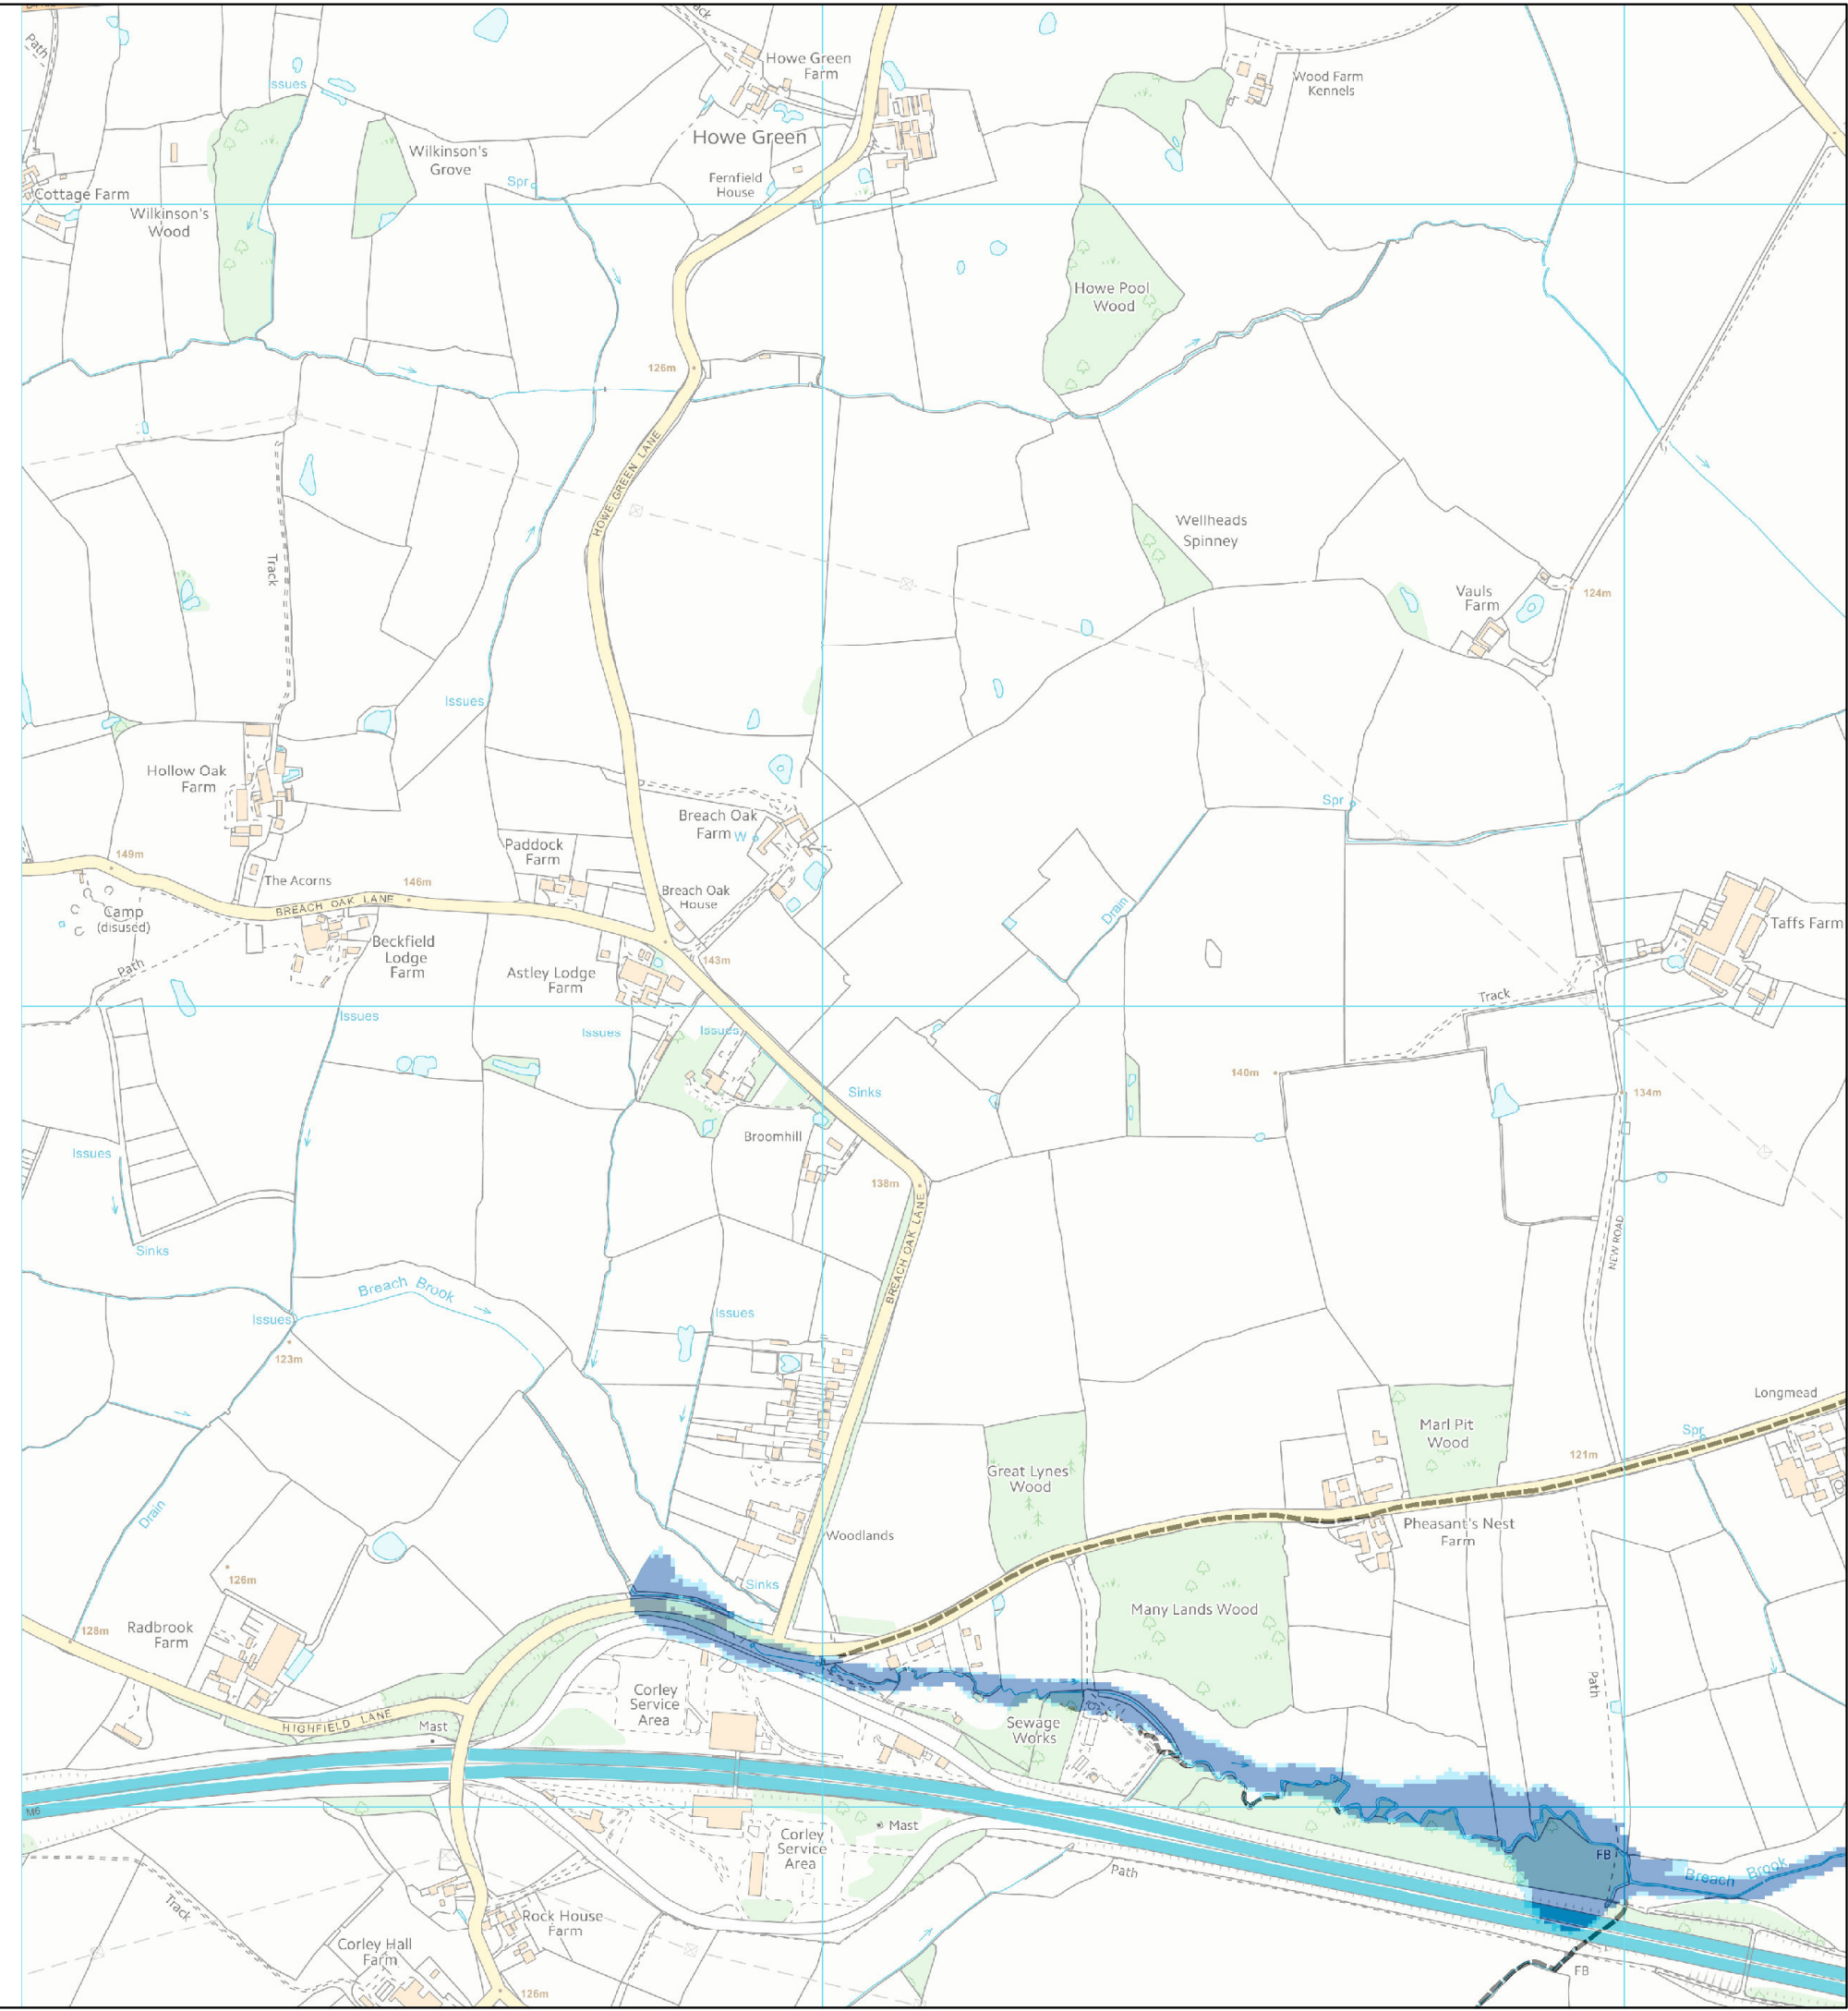 Path
Issues
Track
Howe Green
Farm
Wood Farm
Kennels
Howe Green
Wilkinson's
Grove
Spr
Fernfield
House
Cottage Farm
Wilkinson's
Wood
Howe Pool
Wood
126m
HOWE GREEN LANE
Wellheads
Spinney
Track
Vauls
Farm
124m
Issues
Hollow Oak
Farm
Spr
Breach Oak
Farm
W
Paddock
Farm
149m
The Acorns
146m
Breach Oak
House
BREACH OAK LANE
Camp
(disused)
Drain
Taffs Farm
Beckfield
Lodge
Farm
143m
Path
Astley Lodge
Farm
Track
Issues
Issues
Issues
140m
Sinks
134m
Broomhill
Issues
138m
NEW ROAD
Sinks
BREACH OAK LANE
Breach Brook
Issues
Issues
123m
Longmead
Marl Pit
Wood
Spr
121m
Great Lynes
Wood
Drain
Pheasant's Nest
Farm
Woodlands
126m
Sinks
Many Lands Wood
128m
Radbrook
Farm
Path
Corley
Service
Area
HIGHFIELD LANE
Mast
Sewage
Works
M6
Mast
Corley
Service
Area
FB
Path
Breach Brook
Track
Rock House
Farm
Corley Hall
Farm
FB
126m